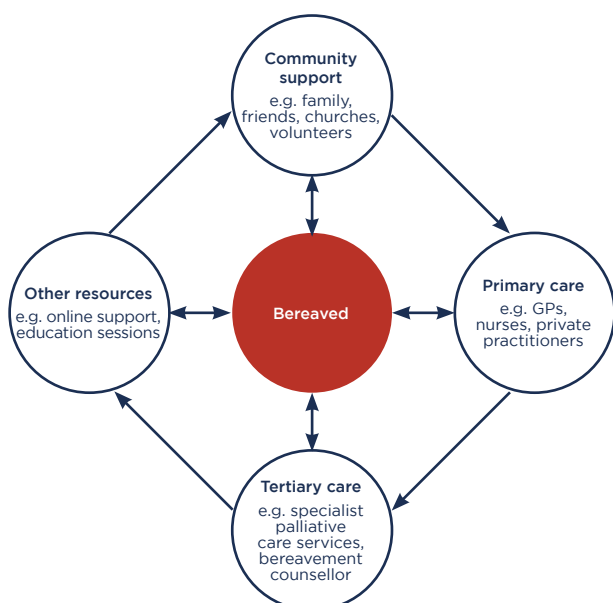 Community
support
e.g. family,
friends, churches,
volunteers
Other resources
e.g. online support,
education sessions
Bereaved
Primary care
e.g. GPs,
nurses, private
practitioners
Tertiary care
e.g. specialist
palliative
care services,
bereavement
counsellor